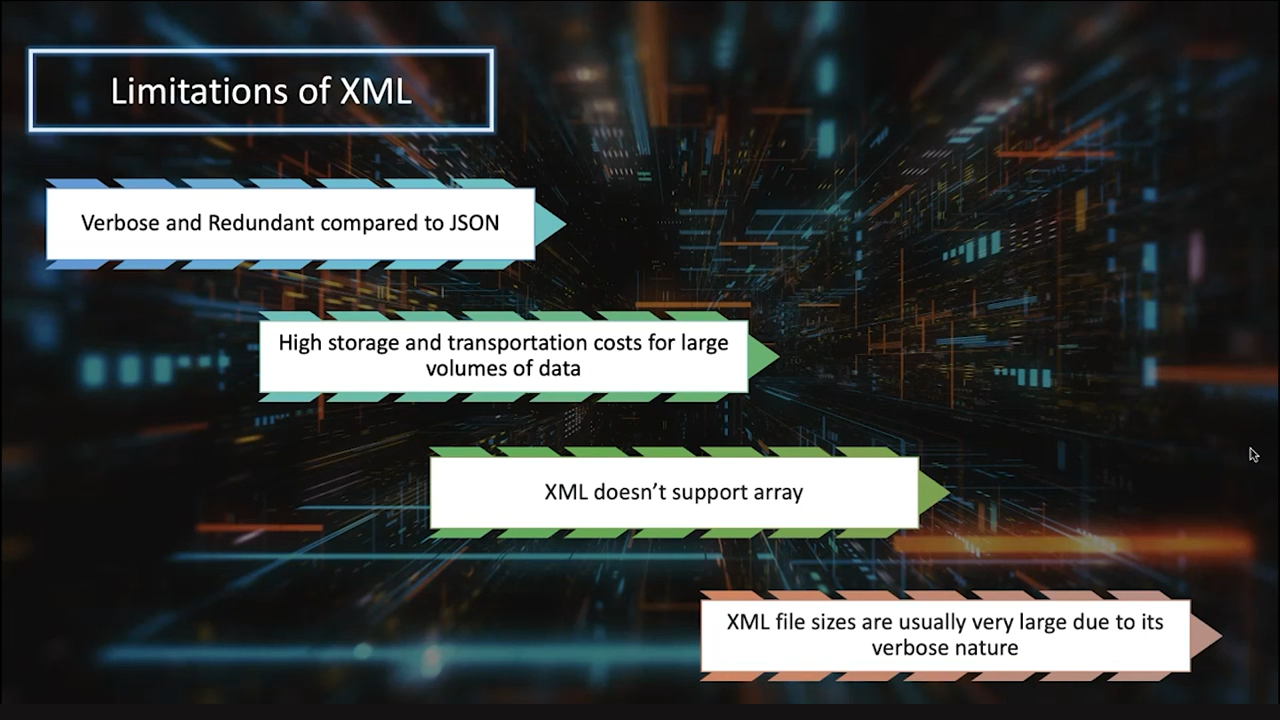 Limitations of XML
Verbose and Redundant compared to JSON
High storage and transportation costs for large
volumes of data
XML doesn’t support array
XML file sizes are usually very large due to its
verbose nature